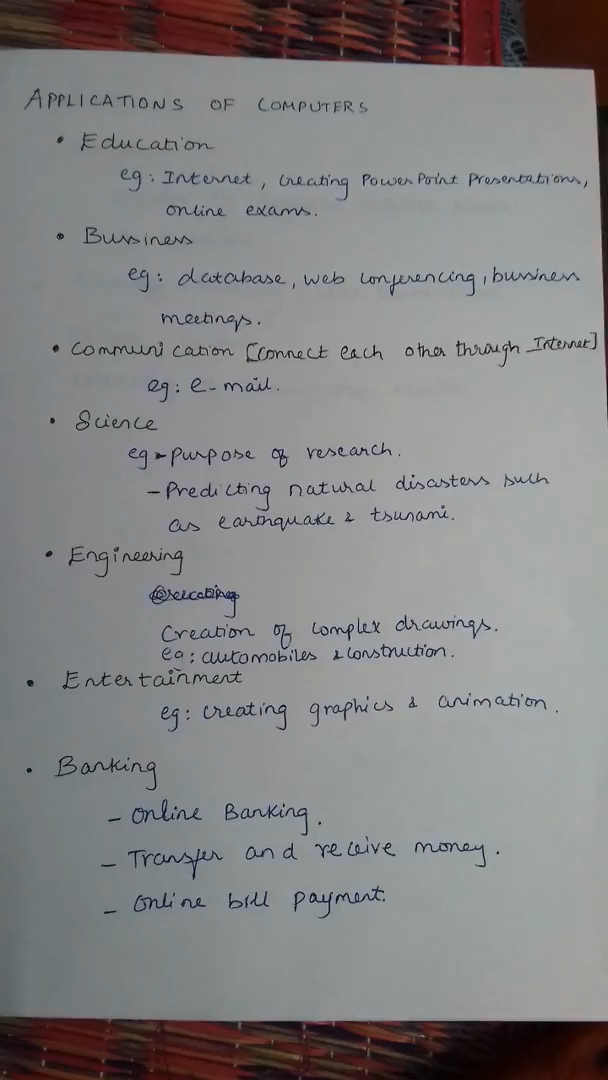 APPLICATIONS OF COMPUTERS
• Education
eg: Internet, creating PowerPoint Presentations,
online exams.
• Bussiness
eg: database, web conferencing, bussiness
meetings.
• Communication [connect each other through Internet]
eg: e-mail.
• Science
eg - Purpose of research.
- Predicting natural disasters such
as earthquake & tsunami.
• Engineering
Creation of complex drawings.
eg: automobiles & construction.
• Entertainment
eg: creating graphics & animation.
• Banking
- Online Banking.
- Transfer and receive money.
- Online bill payment.